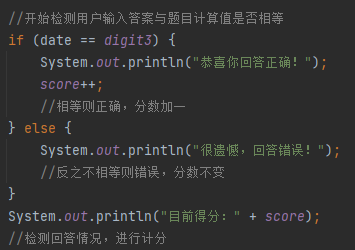 //开始检测用户输入答案与题目计算值是否相等
if (date == digit3) {
System.out.println("恭喜你回答正确!");
score++;
//相等则正确，分数加一
} else {
System.out.println("很遗憾，回答错误!");
//反之不相等则错误，分数不变
}
System.out.println("目前得分:" + score);
//检测回答情况，进行计分